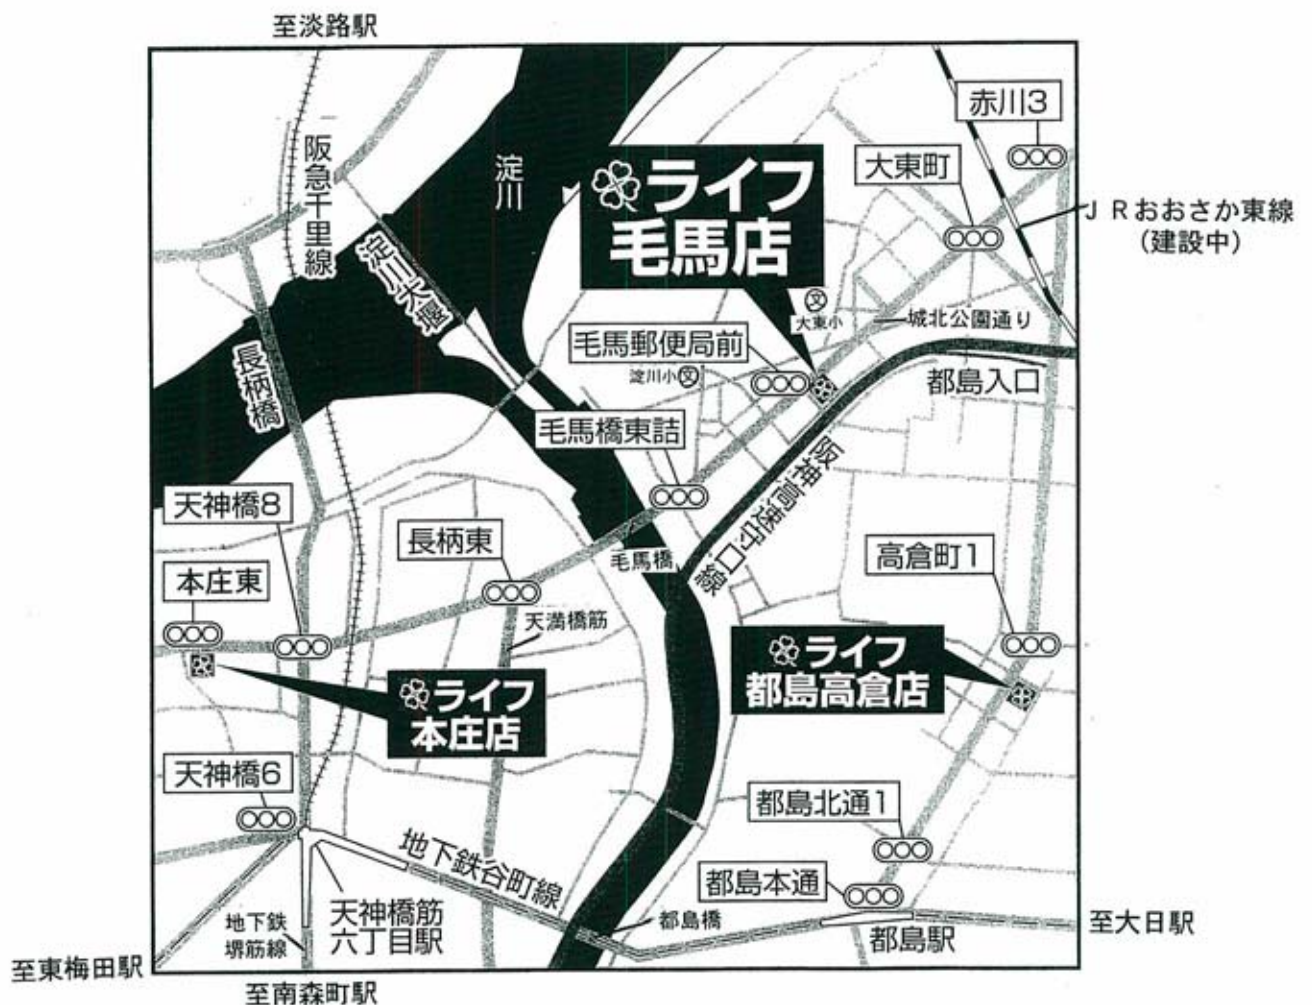 至淡路駅
赤川3
阪急千里線
淀川
ライフ
毛馬店
大東町
JRおおさか東線
(建設中)
淀川大堰
大東小
文
城北公園通り
毛馬郵便局前
淀川小
文
都島入口
長柄橋
毛馬橋東詰
阪神高速守口線
天神橋8
長柄東
毛馬橋
高倉町1
本庄東
天満橋筋
ライフ
都島高倉店
ライフ
本庄店
天神橋6
都島北通1
地下鉄谷町線
都島本通
天神橋筋
六丁目駅
地下鉄
堺筋線
都島橋
都島駅
至大日駅
至東梅田駅
至南森町駅